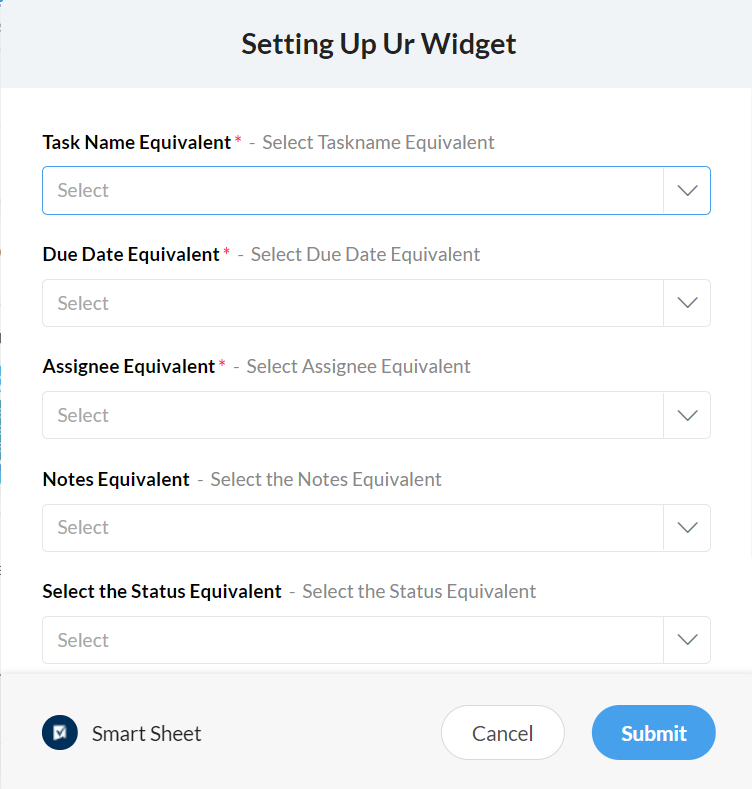 Setting Up Ur Widget
Task Name Equivalent* - Select Taskname Equivalent
Select
Due Date Equivalent* - Select Due Date Equivalent
Select
Assignee Equivalent* - Select Assignee Equivalent
Select
Notes Equivalent - Select the Notes Equivalent
Select
Select the Status Equivalent - Select the Status Equivalent
Select
Smart Sheet
Cancel
Submit